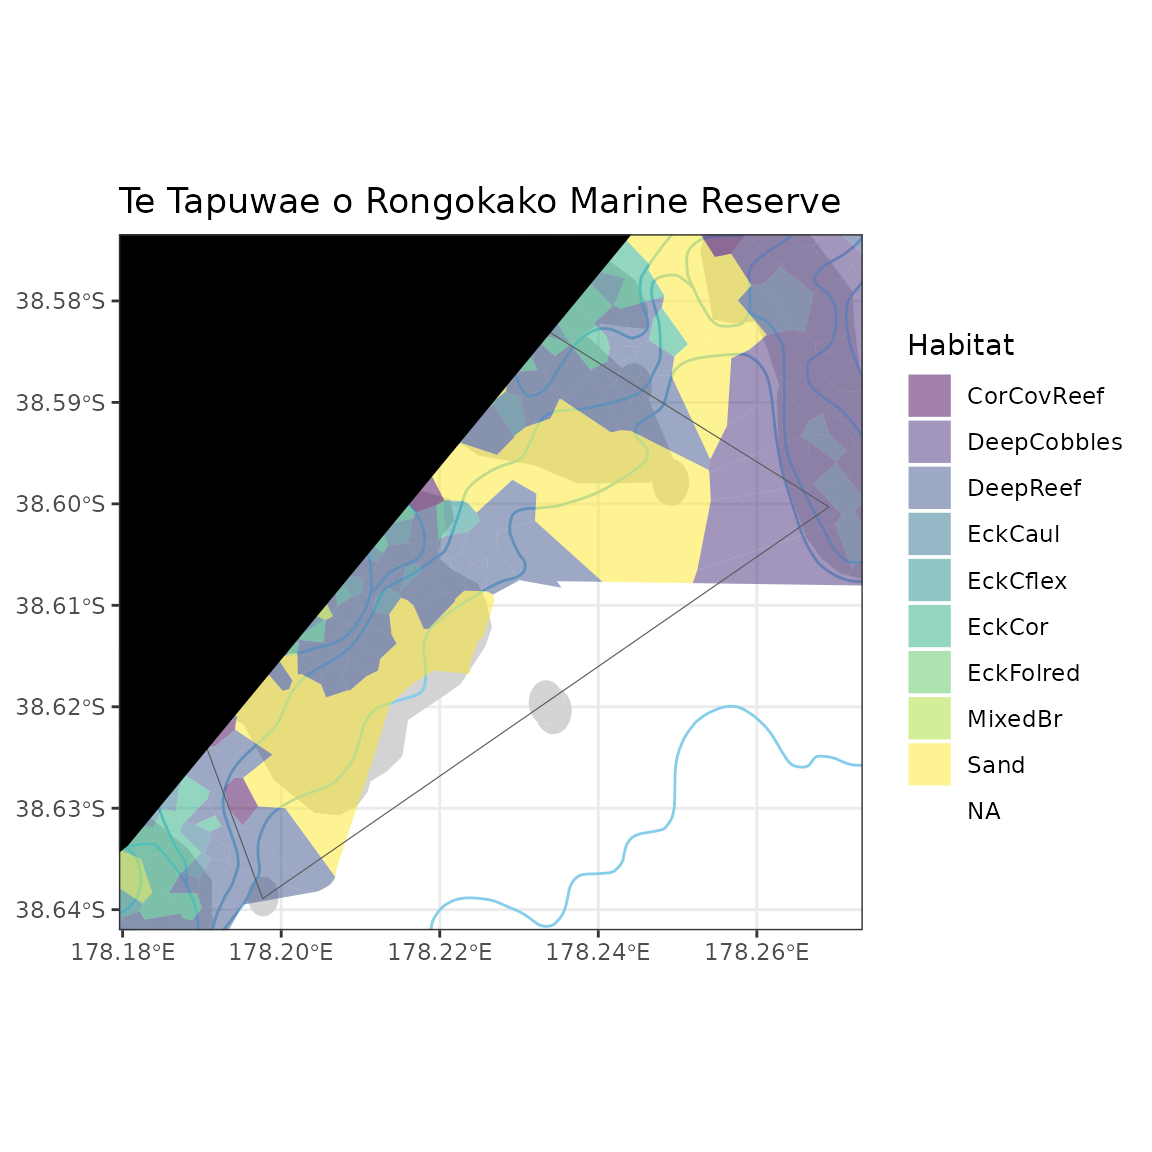 Te Tapuwae o Rongokako Marine Reserve
38.58°S
38.59°S
38.60°S
38.61°S
38.62°S
38.63°S
38.64°S
178.18°E
178.20°E
178.22°E
178.24°E
178.26°E
Habitat
CorCovReef
DeepCobbles
DeepReef
EckCaul
EckCflex
EckCor
EckFolred
MixedBr
Sand
NA